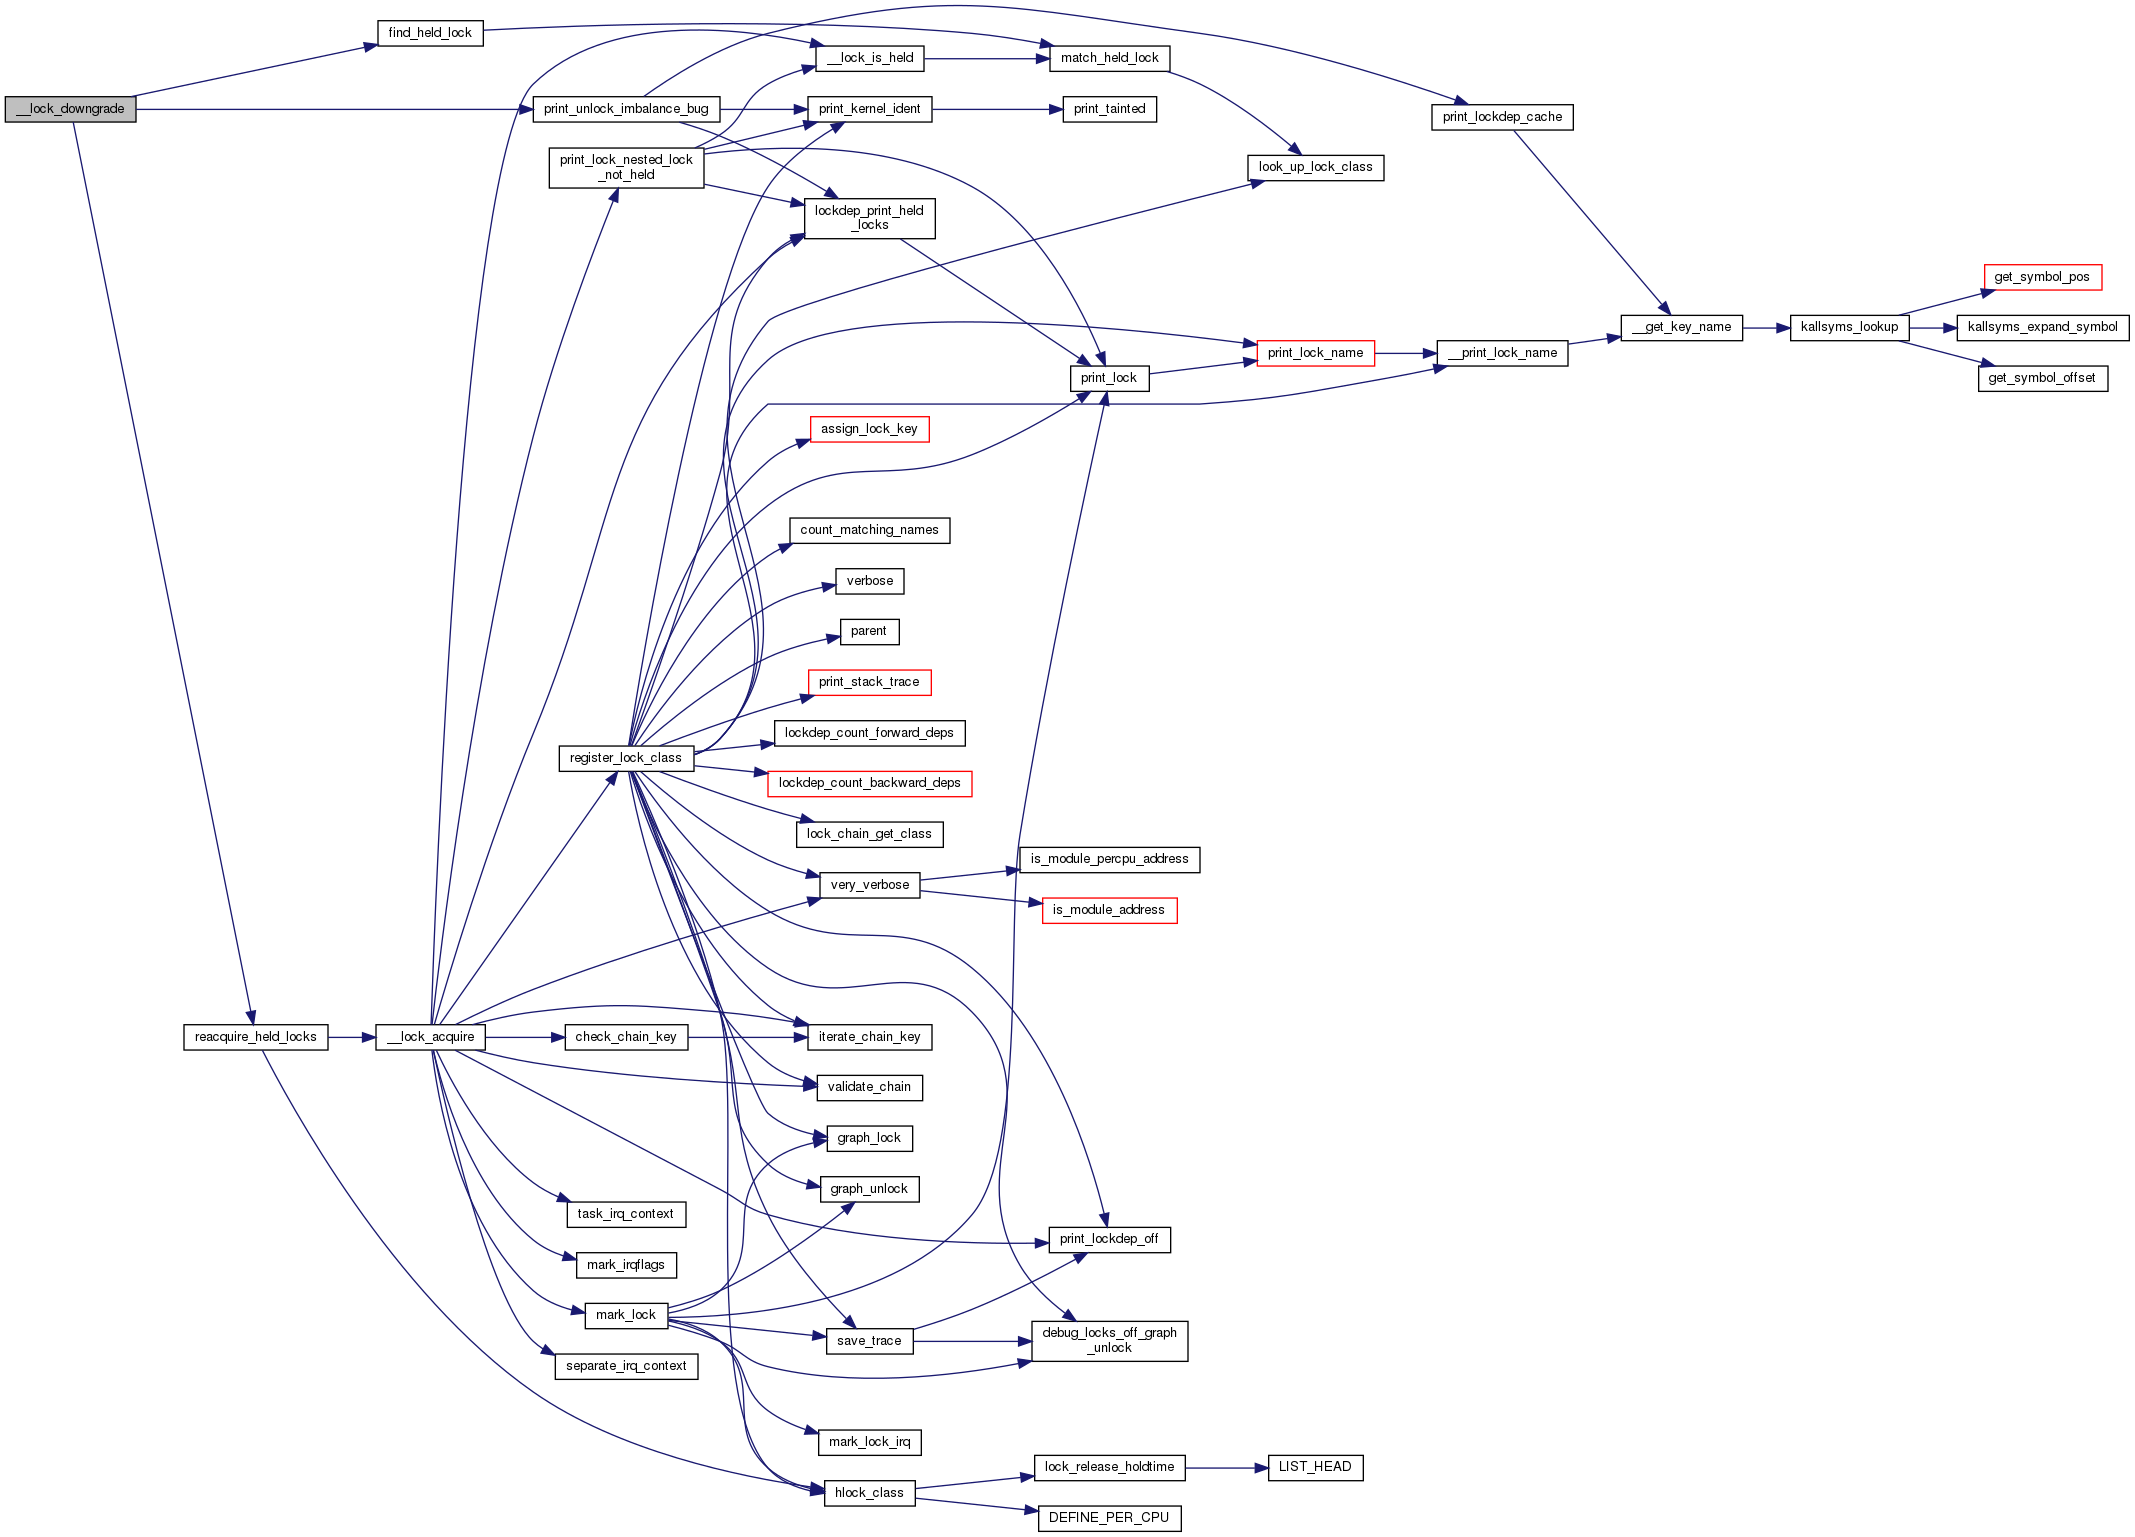 find_held_lock
__lock_is_held
match_held_lock
__lock_downgrade
print_unlock_imbalance_bug
print_kernel_ident
print_tainted
print_lockdep_cache
print_lock_nested_lock
_not_held
look_up_lock_class
lockdep_print_held
_locks
get_symbol_pos
__get_key_name
kallsyms_lookup
kallsyms_expand_symbol
print_lock_name
__print_lock_name
print_lock
get_symbol_offset
assign_lock_key
count_matching_names
verbose
parent
print_stack_trace
lockdep_count_forward_deps
register_lock_class
lockdep_count_backward_deps
lock_chain_get_class
is_module_percpu_address
very_verbose
is_module_address
reacquire_held_locks
__lock_acquire
check_chain_key
iterate_chain_key
validate_chain
graph_lock
graph_unlock
task_irq_context
print_lockdep_off
mark_irqflags
mark_lock
save_trace
debug_locks_off_graph
_unlock
separate_irq_context
mark_lock_irq
lock_release_holdtime
LIST_HEAD
hlock_class
DEFINE_PER_CPU